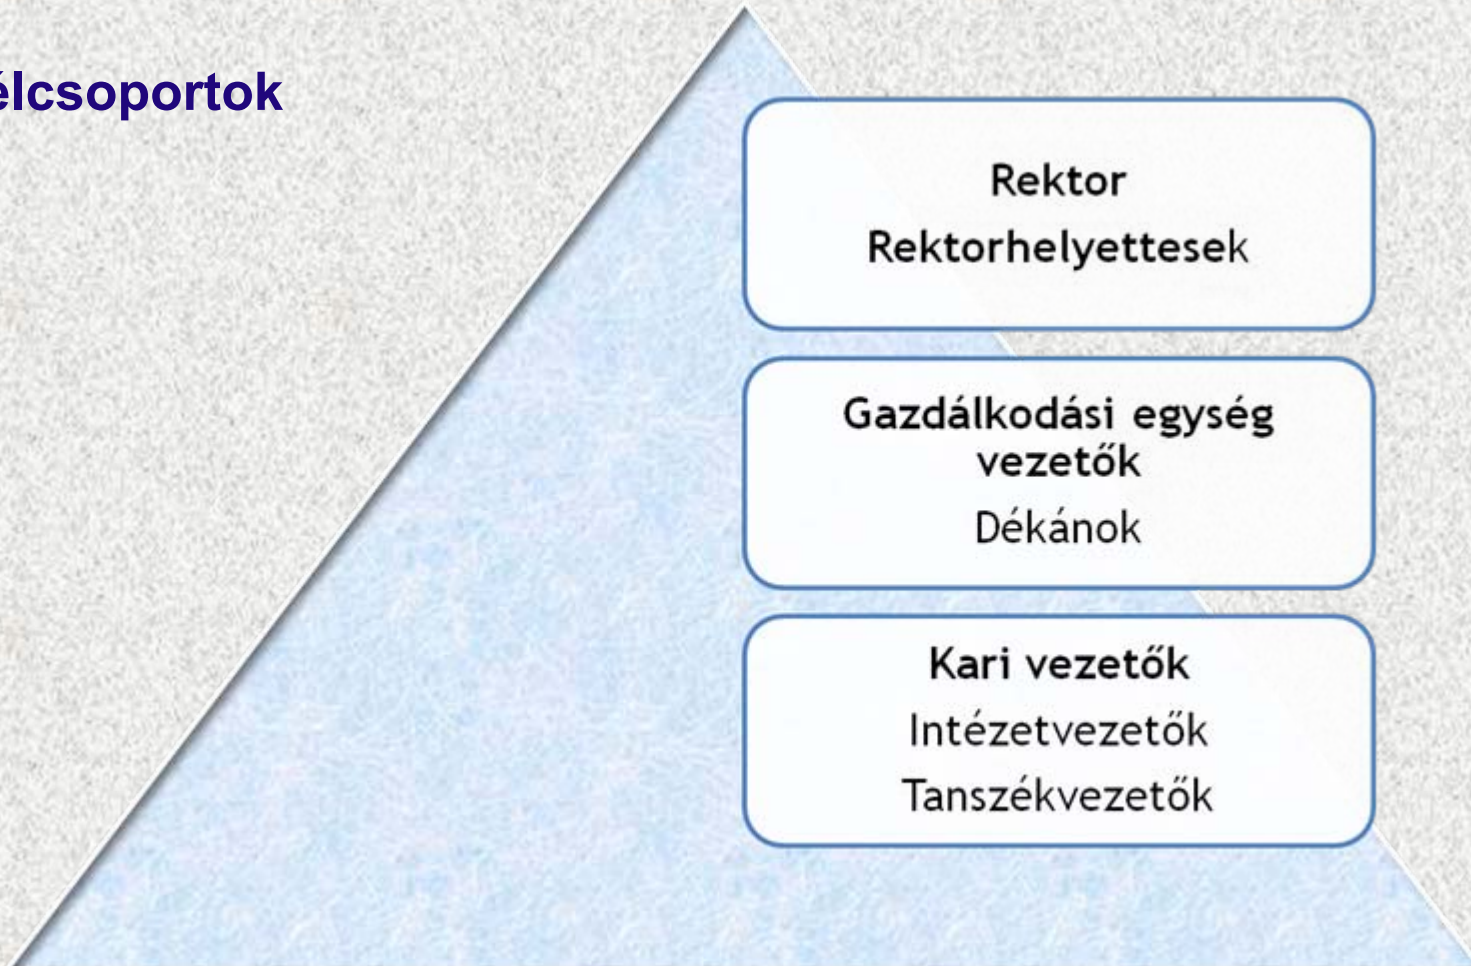 élcsoportok
Rektor
Rektorhelyettesek
Gazdálkodási egység
vezetők
Dékánok
Kari vezetők
Intézetvezetők
Tanszékvezetők